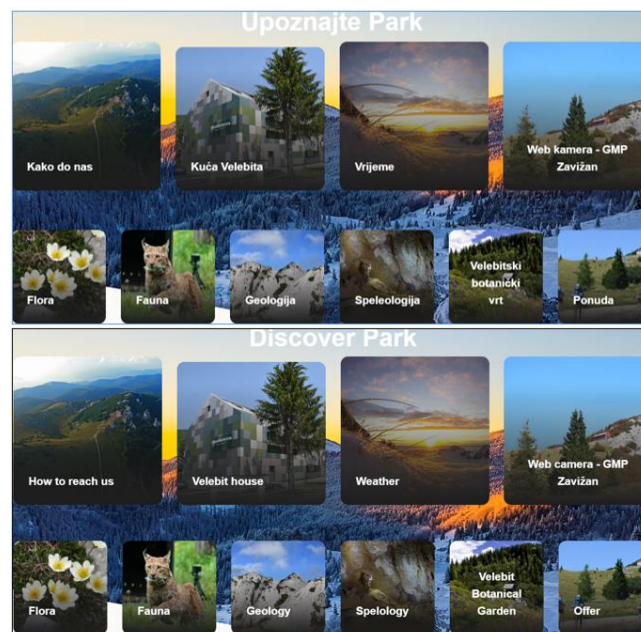 Upoznajte Park
Kako do nas
Kuća Velebita
Vrijeme
Web kamera - GMP
Zavižan
Flora
Fauna
Geologija
Speleologija
Velebitski
botanički
vrt
Ponuda
Discover Park
How to reach us
Velebit house
Weather
Web camera - GMP
Zavižan
Flora
Fauna
Geology
Spelology
Velebit
Botanical
Garden
Offer